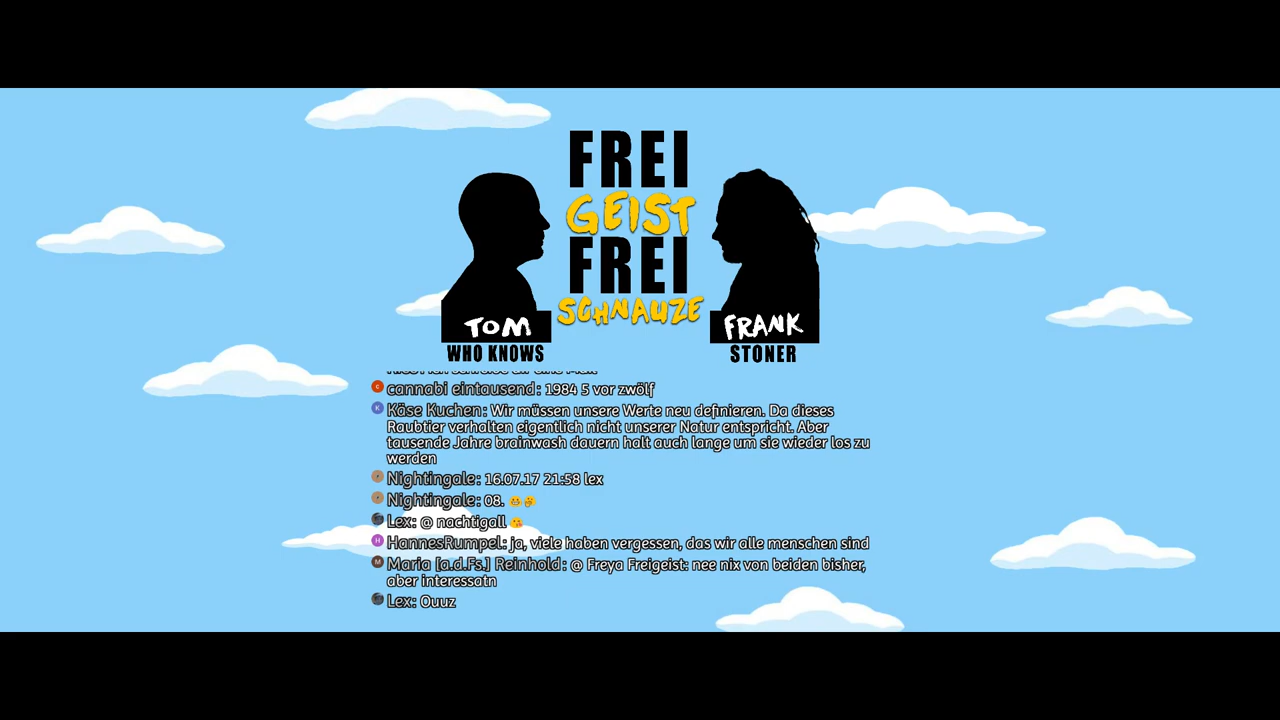 FREI
GEIST
FREI
SCHNAUZE
TOM
WHO KNOWS
FRANK
STONER
cannabi eintausend: 1984 5 vor zwölf
Käse Kuchen: Wir müssen unsere Werte neu definieren. Da dieses
Raubtier verhalten eigentlich nicht unserer Natur entspricht. Aber
tausende Jahre brainwash dauern halt auch lange um sie wieder los zu
werden
Nightingale: 16.07.17 21:58 lex
Nightingale: 08. 😁🤔
Lex: @ nachtigall 😘
HannesRumpel: ja, viele haben vergessen, das wir alle menschen sind
Maria [a.d.Fs.] Reinhold: @ Freya Freigeist: nee nix von beiden bisher,
aber interessatn
Lex: Ouuz